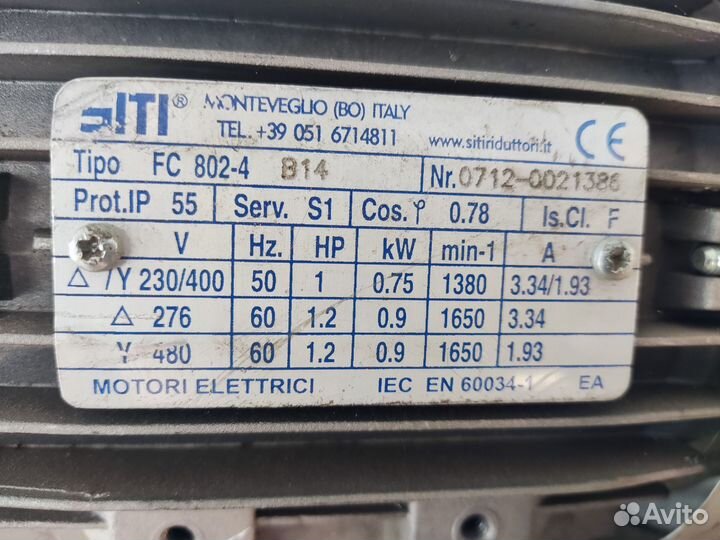 SITI® MONTEVEGLIO (BO) ITALY
TEL. +39 051 6714811 www.sitiriduttori.it CE
Tipo FC 802-4 B14 Nr. 0712-0021386
Prot.IP 55 Serv. S1 Cos.φ 0.78 Is.Cl. F
V Hz. HP kW min-1 A
△ /Y 230/400 50 1 0.75 1380 3.34/1.93
△ 276 60 1.2 0.9 1650 3.34
Y 480 60 1.2 0.9 1650 1.93
MOTORI ELETTRICI IEC EN 60034-1 EA
Avito